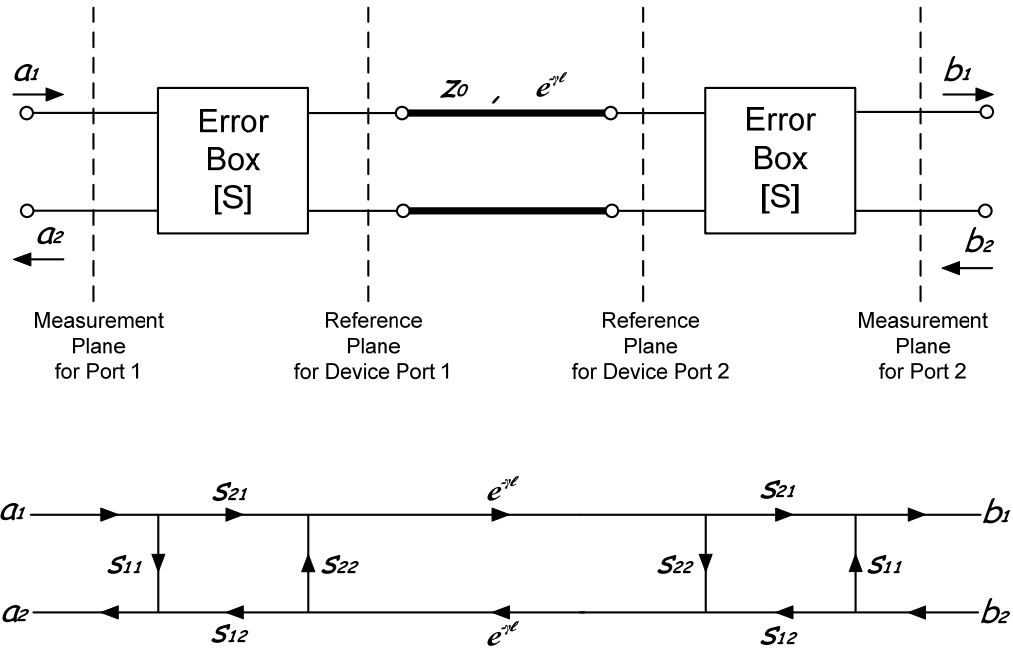 a1
z0 , e^-γℓ
b1
Error
Box
[S]
Error
Box
[S]
a2
b2
Measurement
Plane
for Port 1
Reference
Plane
for Device Port 1
Reference
Plane
for Device Port 2
Measurement
Plane
for Port 2
a1
s21
e^-γℓ
s21
b1
s11
s22
s22
s11
a2
s12
e^-γℓ
s12
b2